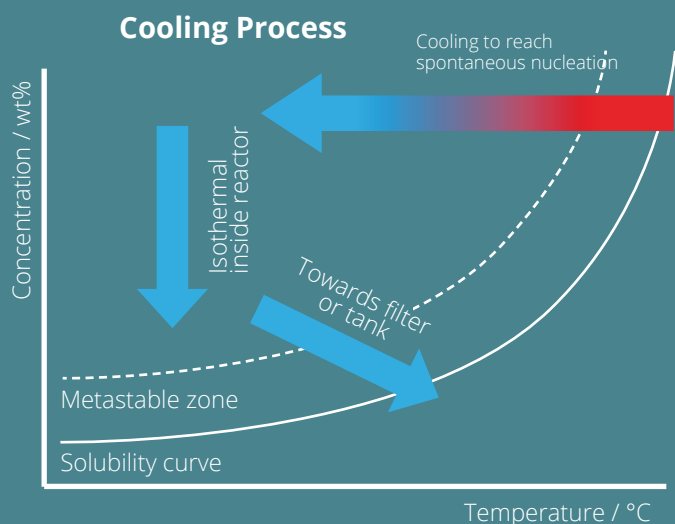 Cooling Process
Cooling to reach
spontaneous nucleation
Concentration / wt%
Isothermal
inside reactor
Towards filter
or tank
Metastable zone
Solubility curve
Temperature / °C